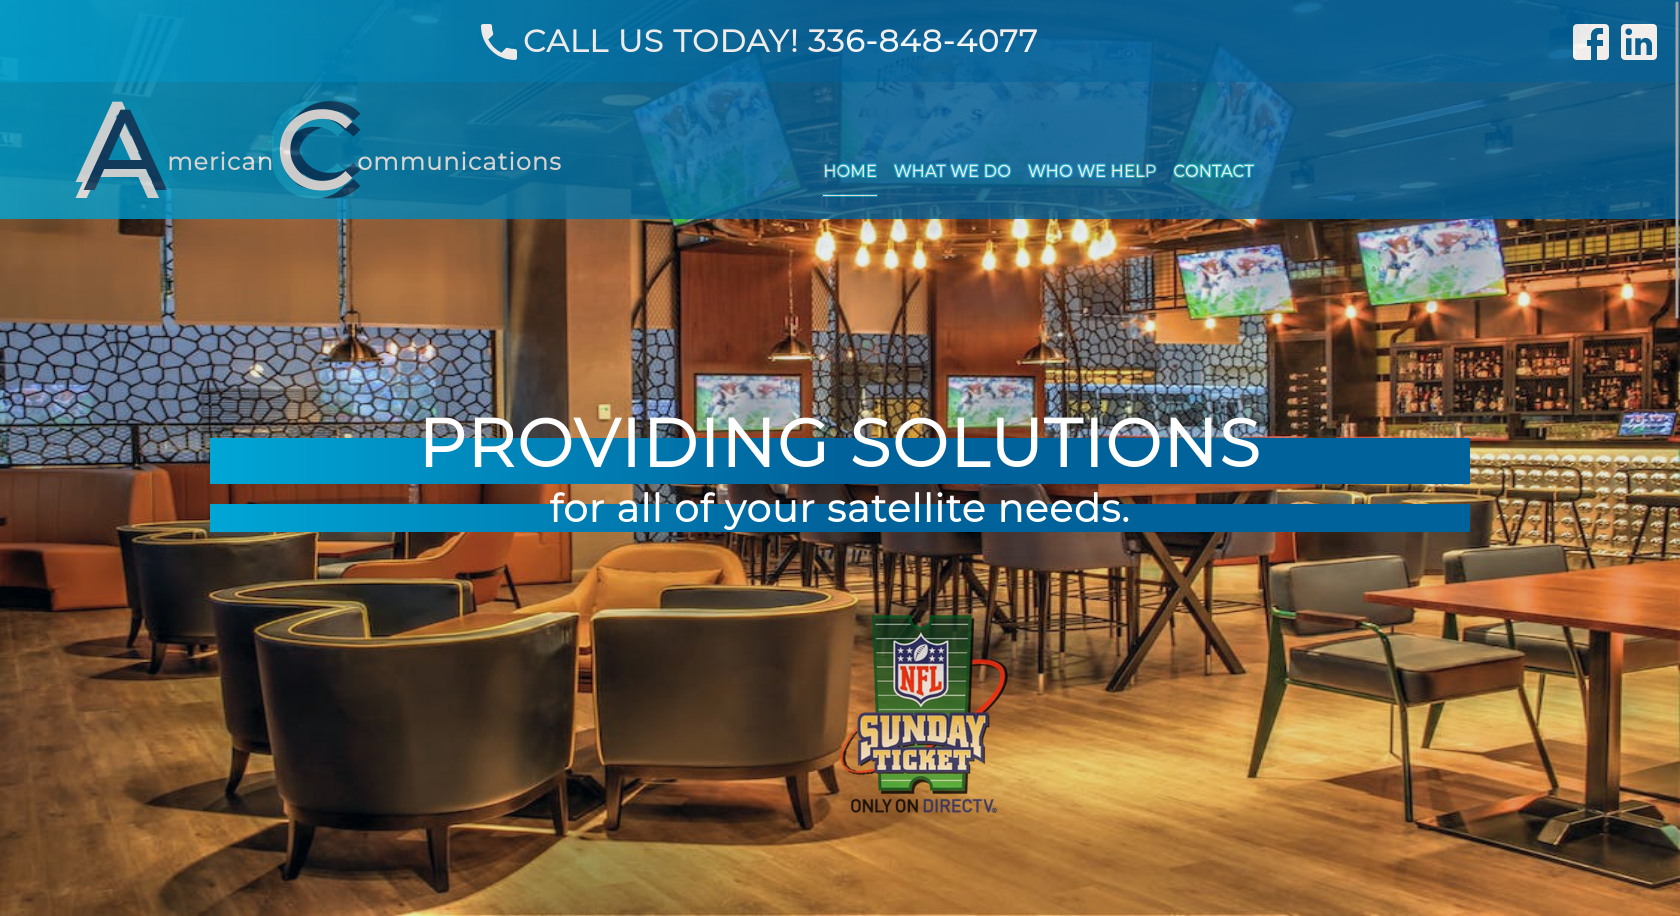 CALL US TODAY! 336-848-4077
American Communications
HOME WHAT WE DO WHO WE HELP CONTACT
PROVIDING SOLUTIONS
for all of your satellite needs.
NFL
SUNDAY
TICKET
ONLY ON DIRECTV